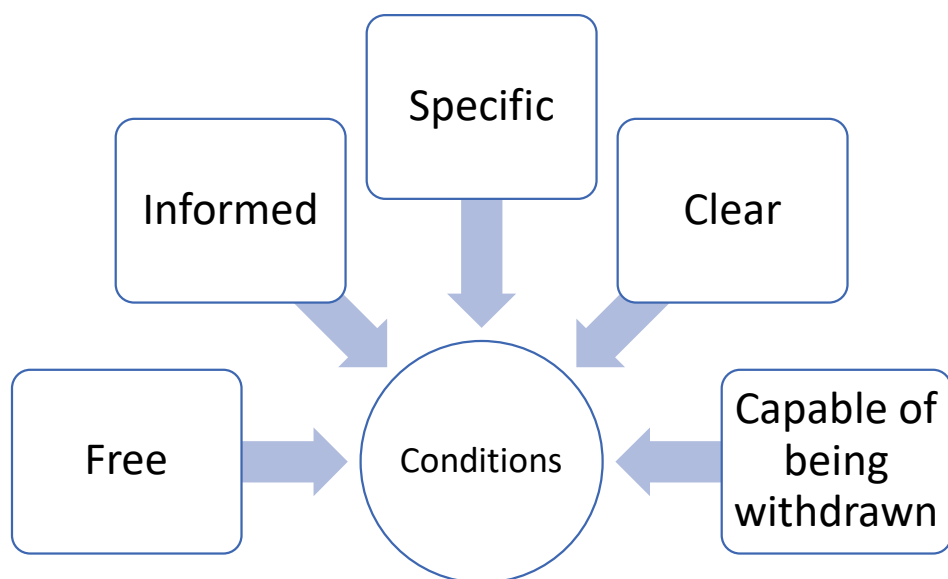 Free
Informed
Specific
Clear
Capable of
being
withdrawn
Conditions